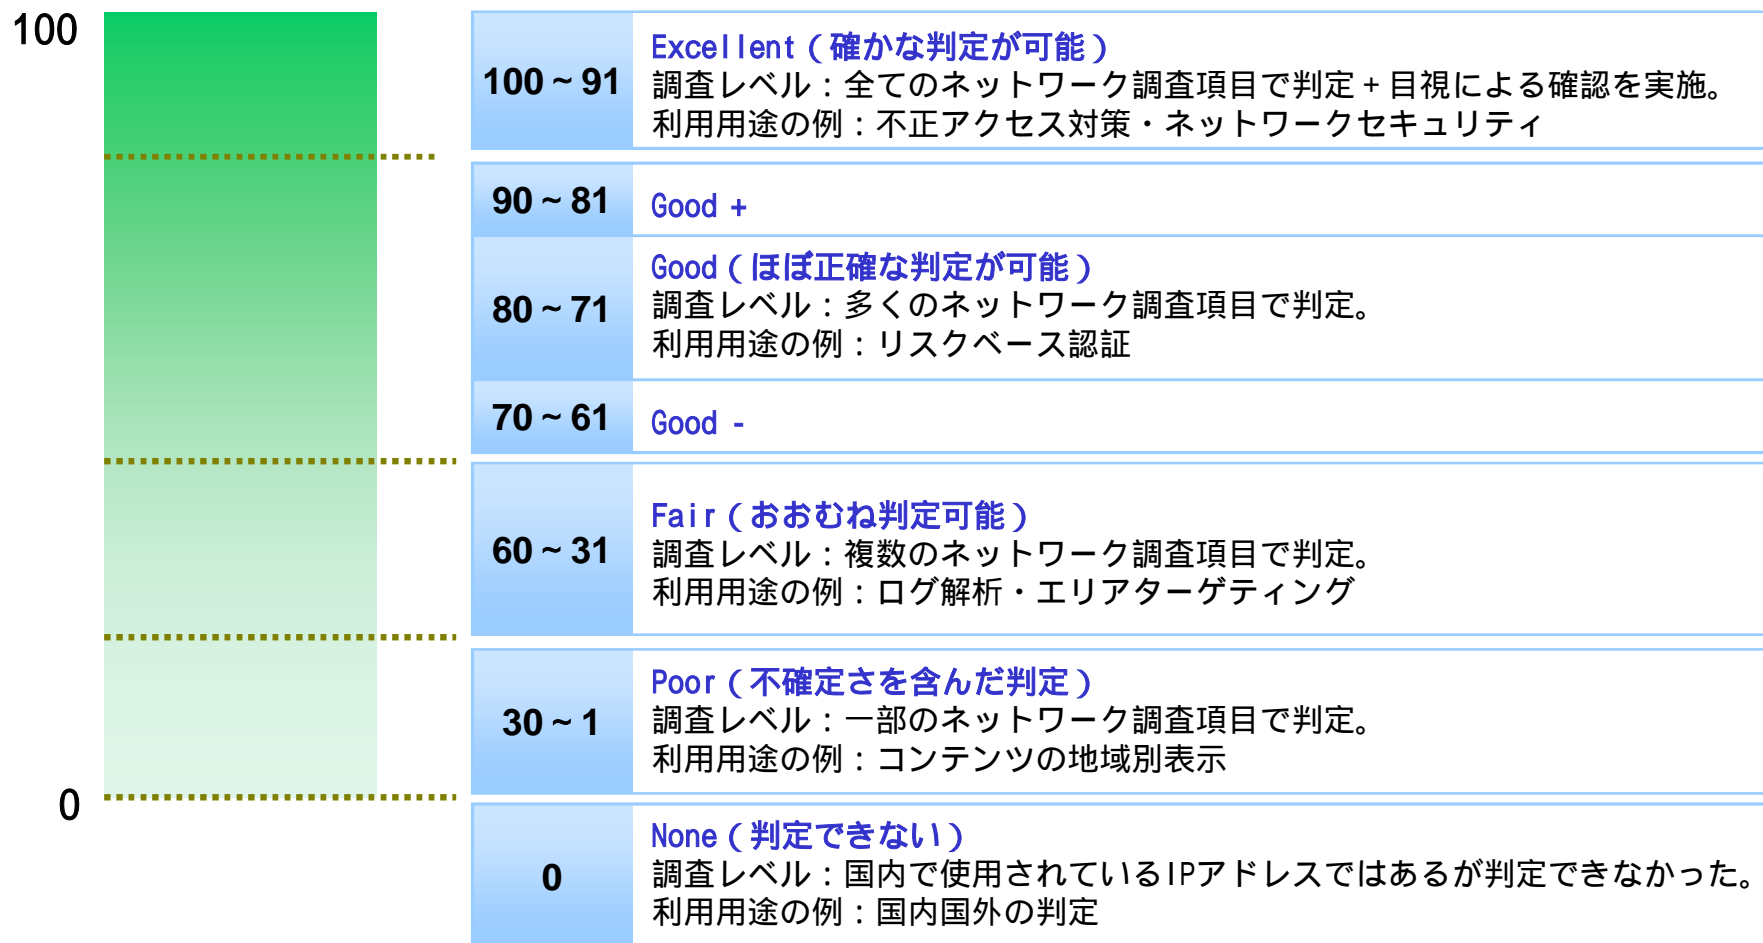 100
100～91
Excellent（確かな判定が可能）
調査レベル：全てのネットワーク調査項目で判定＋目視による確認を実施。
利用用途の例：不正アクセス対策・ネットワークセキュリティ
90～81
Good +
80～71
Good（ほぼ正確な判定が可能）
調査レベル：多くのネットワーク調査項目で判定。
利用用途の例：リスクベース認証
70～61
Good -
60～31
Fair（おおむね判定可能）
調査レベル：複数のネットワーク調査項目で判定。
利用用途の例：ログ解析・エリアターゲティング
30～1
Poor（不確定さを含んだ判定）
調査レベル：一部のネットワーク調査項目で判定。
利用用途の例：コンテンツの地域別表示
0
0
None（判定できない）
調査レベル：国内で使用されているIPアドレスではあるが判定できなかった。
利用用途の例：国内国外の判定